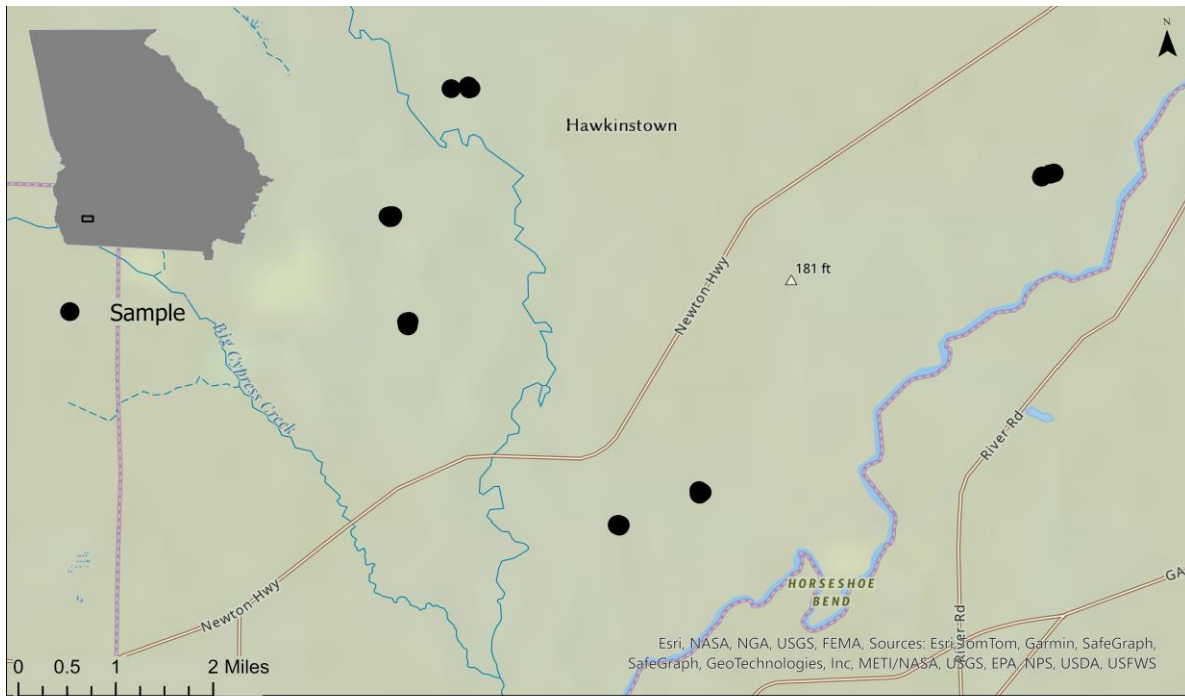 N
Hawkinstown
181 ft
Newton Hwy
Sample
Big Cypress Creek
River Rd
HORSESHOE
BEND
GA
Newton Hwy
River Rd
Esri, NASA, NGA, USGS, FEMA, Sources: Esri, TomTom, Garmin, SafeGraph,
SafeGraph, GeoTechnologies, Inc, METI/NASA, USGS, EPA, NPS, USDA, USFWS
0 0.5 1 2 Miles